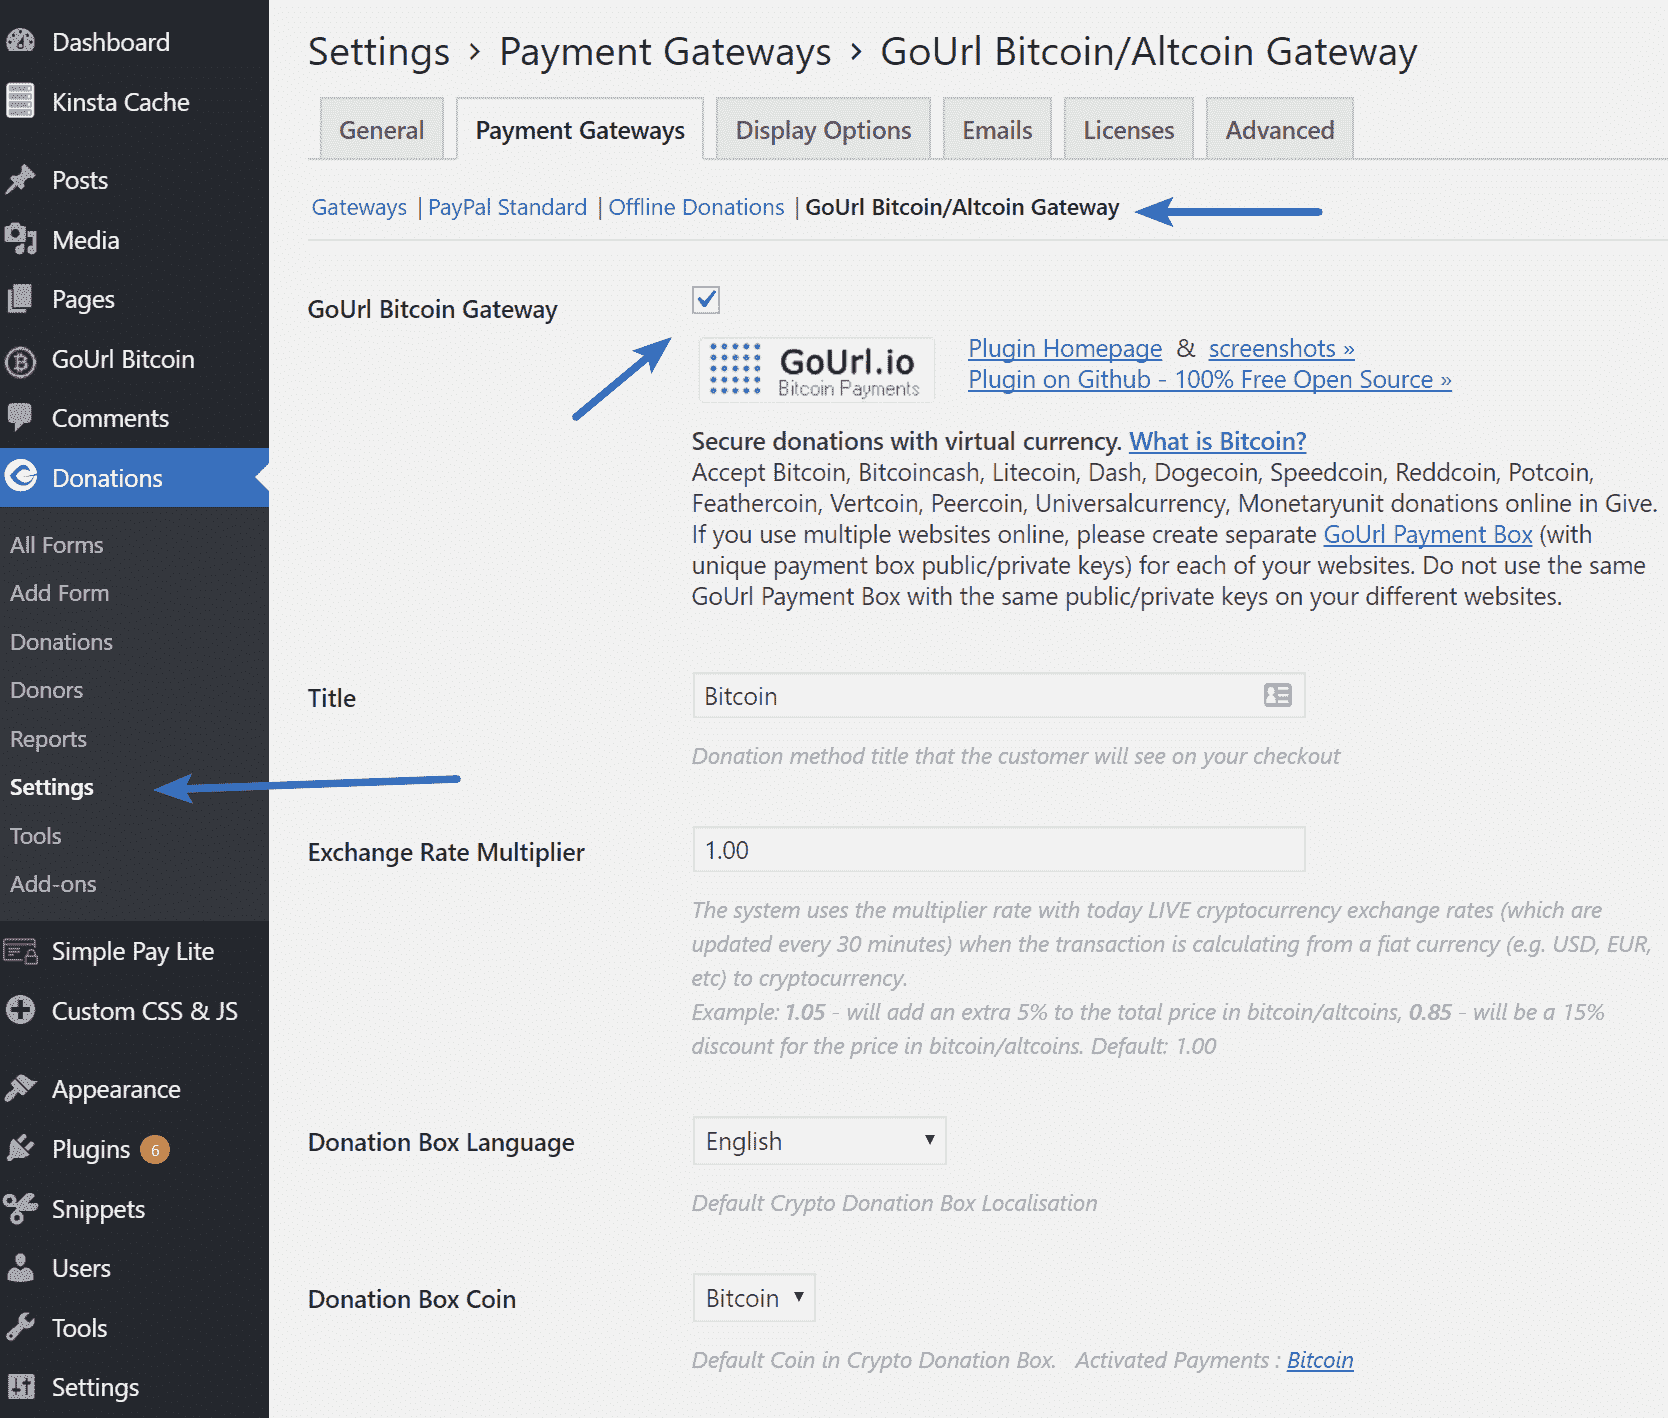 Dashboard
Kinsta Cache
Posts
Media
Pages
GoUrl Bitcoin
Comments
Donations
All Forms
Add Form
Donations
Donors
Reports
Settings
Tools
Add-ons
Simple Pay Lite
Custom CSS & JS
Appearance
Plugins 6
Snippets
Users
Tools
Settings
Settings › Payment Gateways › GoUrl Bitcoin/Altcoin Gateway
General Payment Gateways Display Options Emails Licenses Advanced
Gateways | PayPal Standard | Offline Donations | GoUrl Bitcoin/Altcoin Gateway
GoUrl Bitcoin Gateway
GoUrl.io
Bitcoin Payments
Plugin Homepage & screenshots »
Plugin on Github - 100% Free Open Source »
Secure donations with virtual currency. What is Bitcoin?
Accept Bitcoin, Bitcoincash, Litecoin, Dash, Dogecoin, Speedcoin, Reddcoin, Potcoin,
Feathercoin, Vertcoin, Peercoin, Universalcurrency, Monetaryunit donations online in Give.
If you use multiple websites online, please create separate GoUrl Payment Box (with
unique payment box public/private keys) for each of your websites. Do not use the same
GoUrl Payment Box with the same public/private keys on your different websites.
Title
Bitcoin
Donation method title that the customer will see on your checkout
Exchange Rate Multiplier
1.00
The system uses the multiplier rate with today LIVE cryptocurrency exchange rates (which are
updated every 30 minutes) when the transaction is calculating from a fiat currency (e.g. USD, EUR,
etc) to cryptocurrency.
Example: 1.05 - will add an extra 5% to the total price in bitcoin/altcoins, 0.85 - will be a 15%
discount for the price in bitcoin/altcoins. Default: 1.00
Donation Box Language
English
Default Crypto Donation Box Localisation
Donation Box Coin
Bitcoin
Default Coin in Crypto Donation Box. Activated Payments : Bitcoin